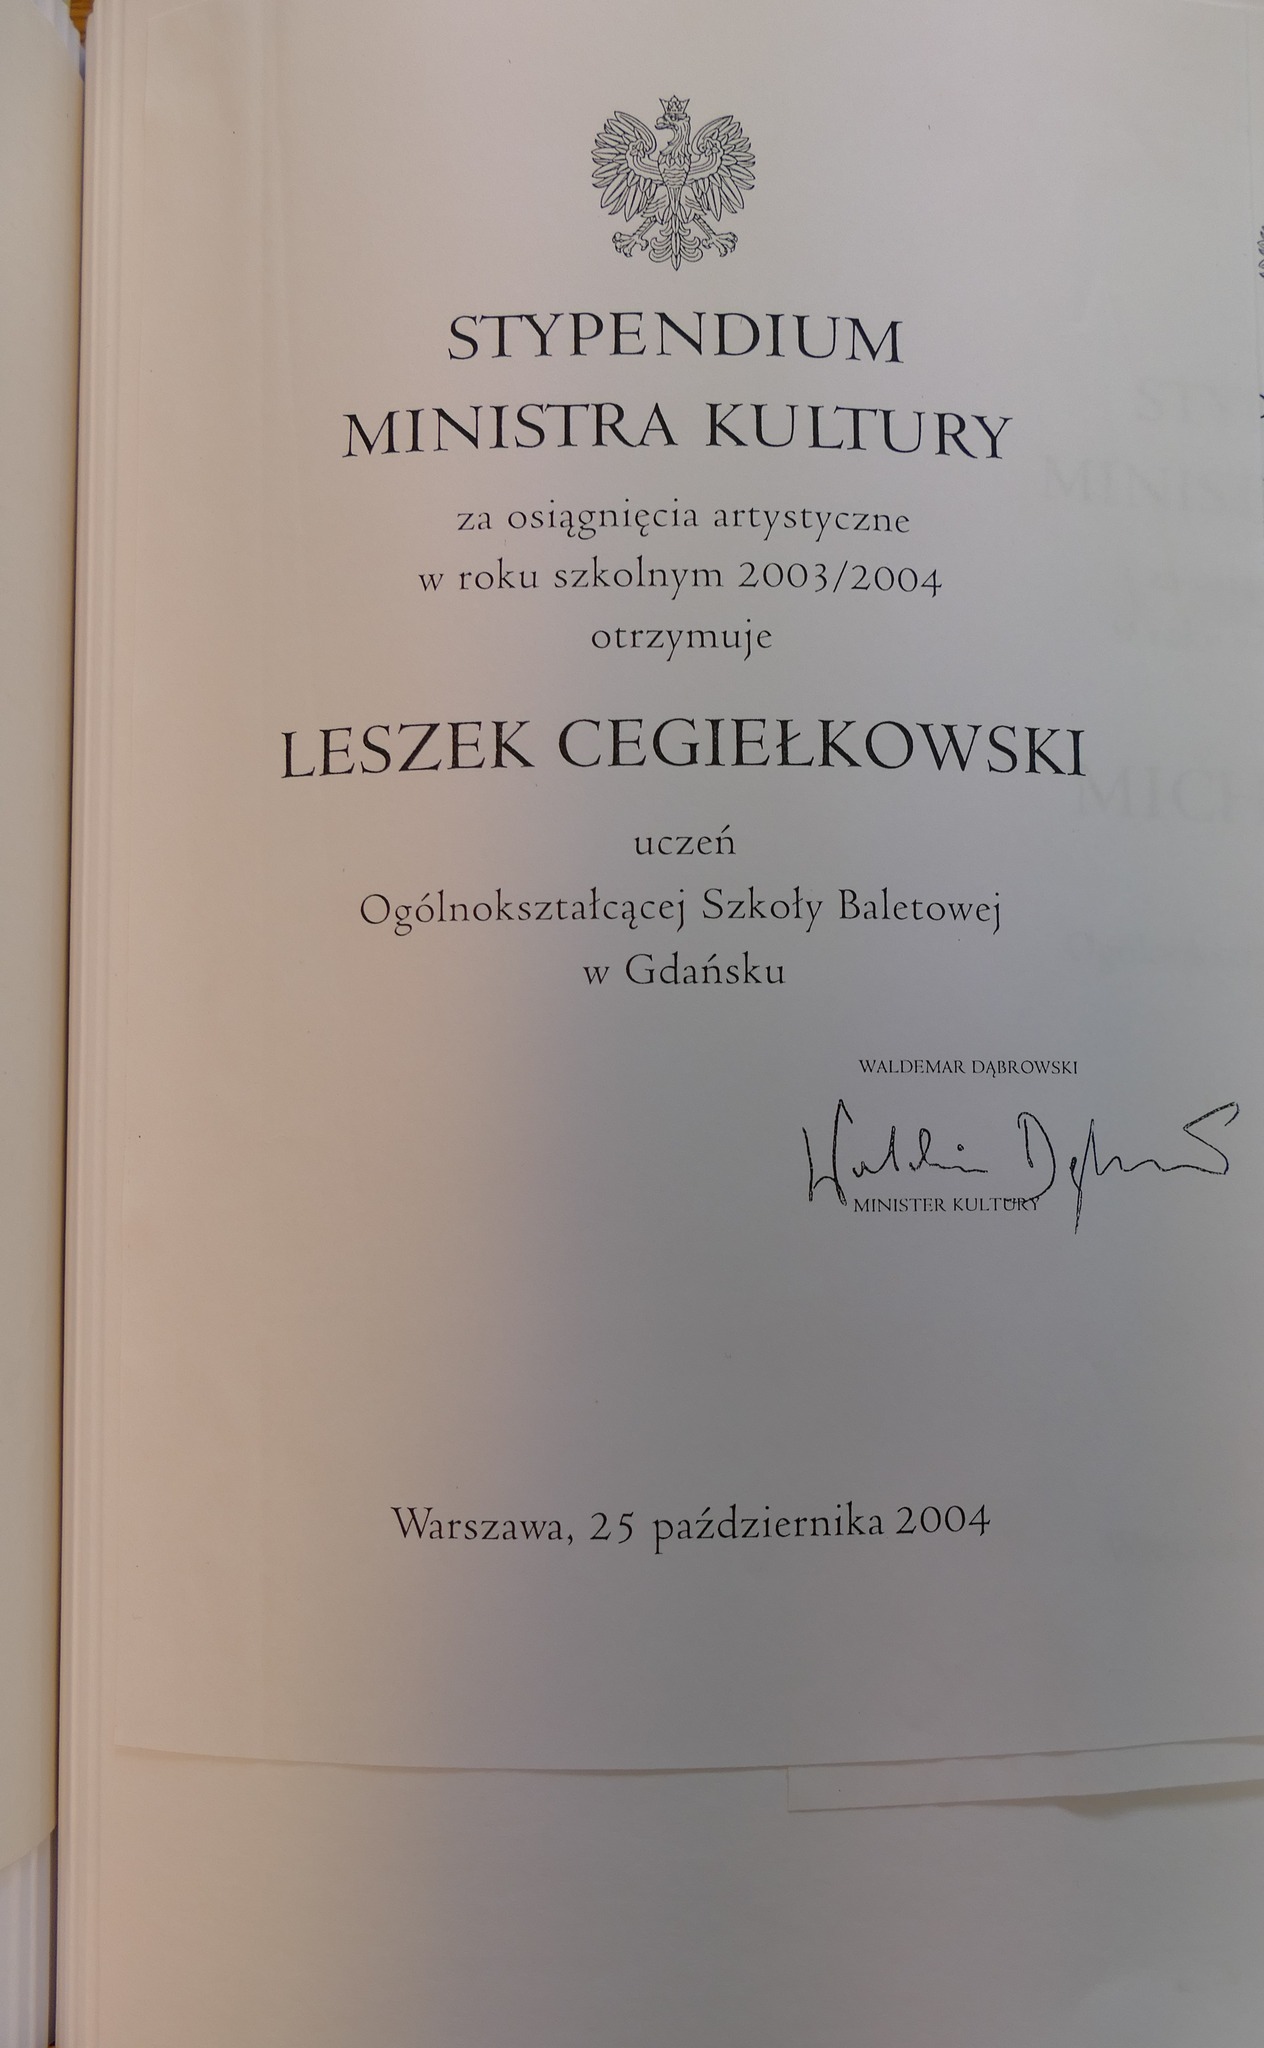 STYPENDIUM
MINISTRA KULTURY
za osiągnięcia artystyczne
w roku szkolnym 2003/2004
otrzymuje
LESZEK CEGIEŁKOWSKI
uczeń
Ogólnokształcącej Szkoły Baletowej
w Gdańsku
WALDEMAR DĄBROWSKI
MINISTER KULTURY
Warszawa, 25 października 2004